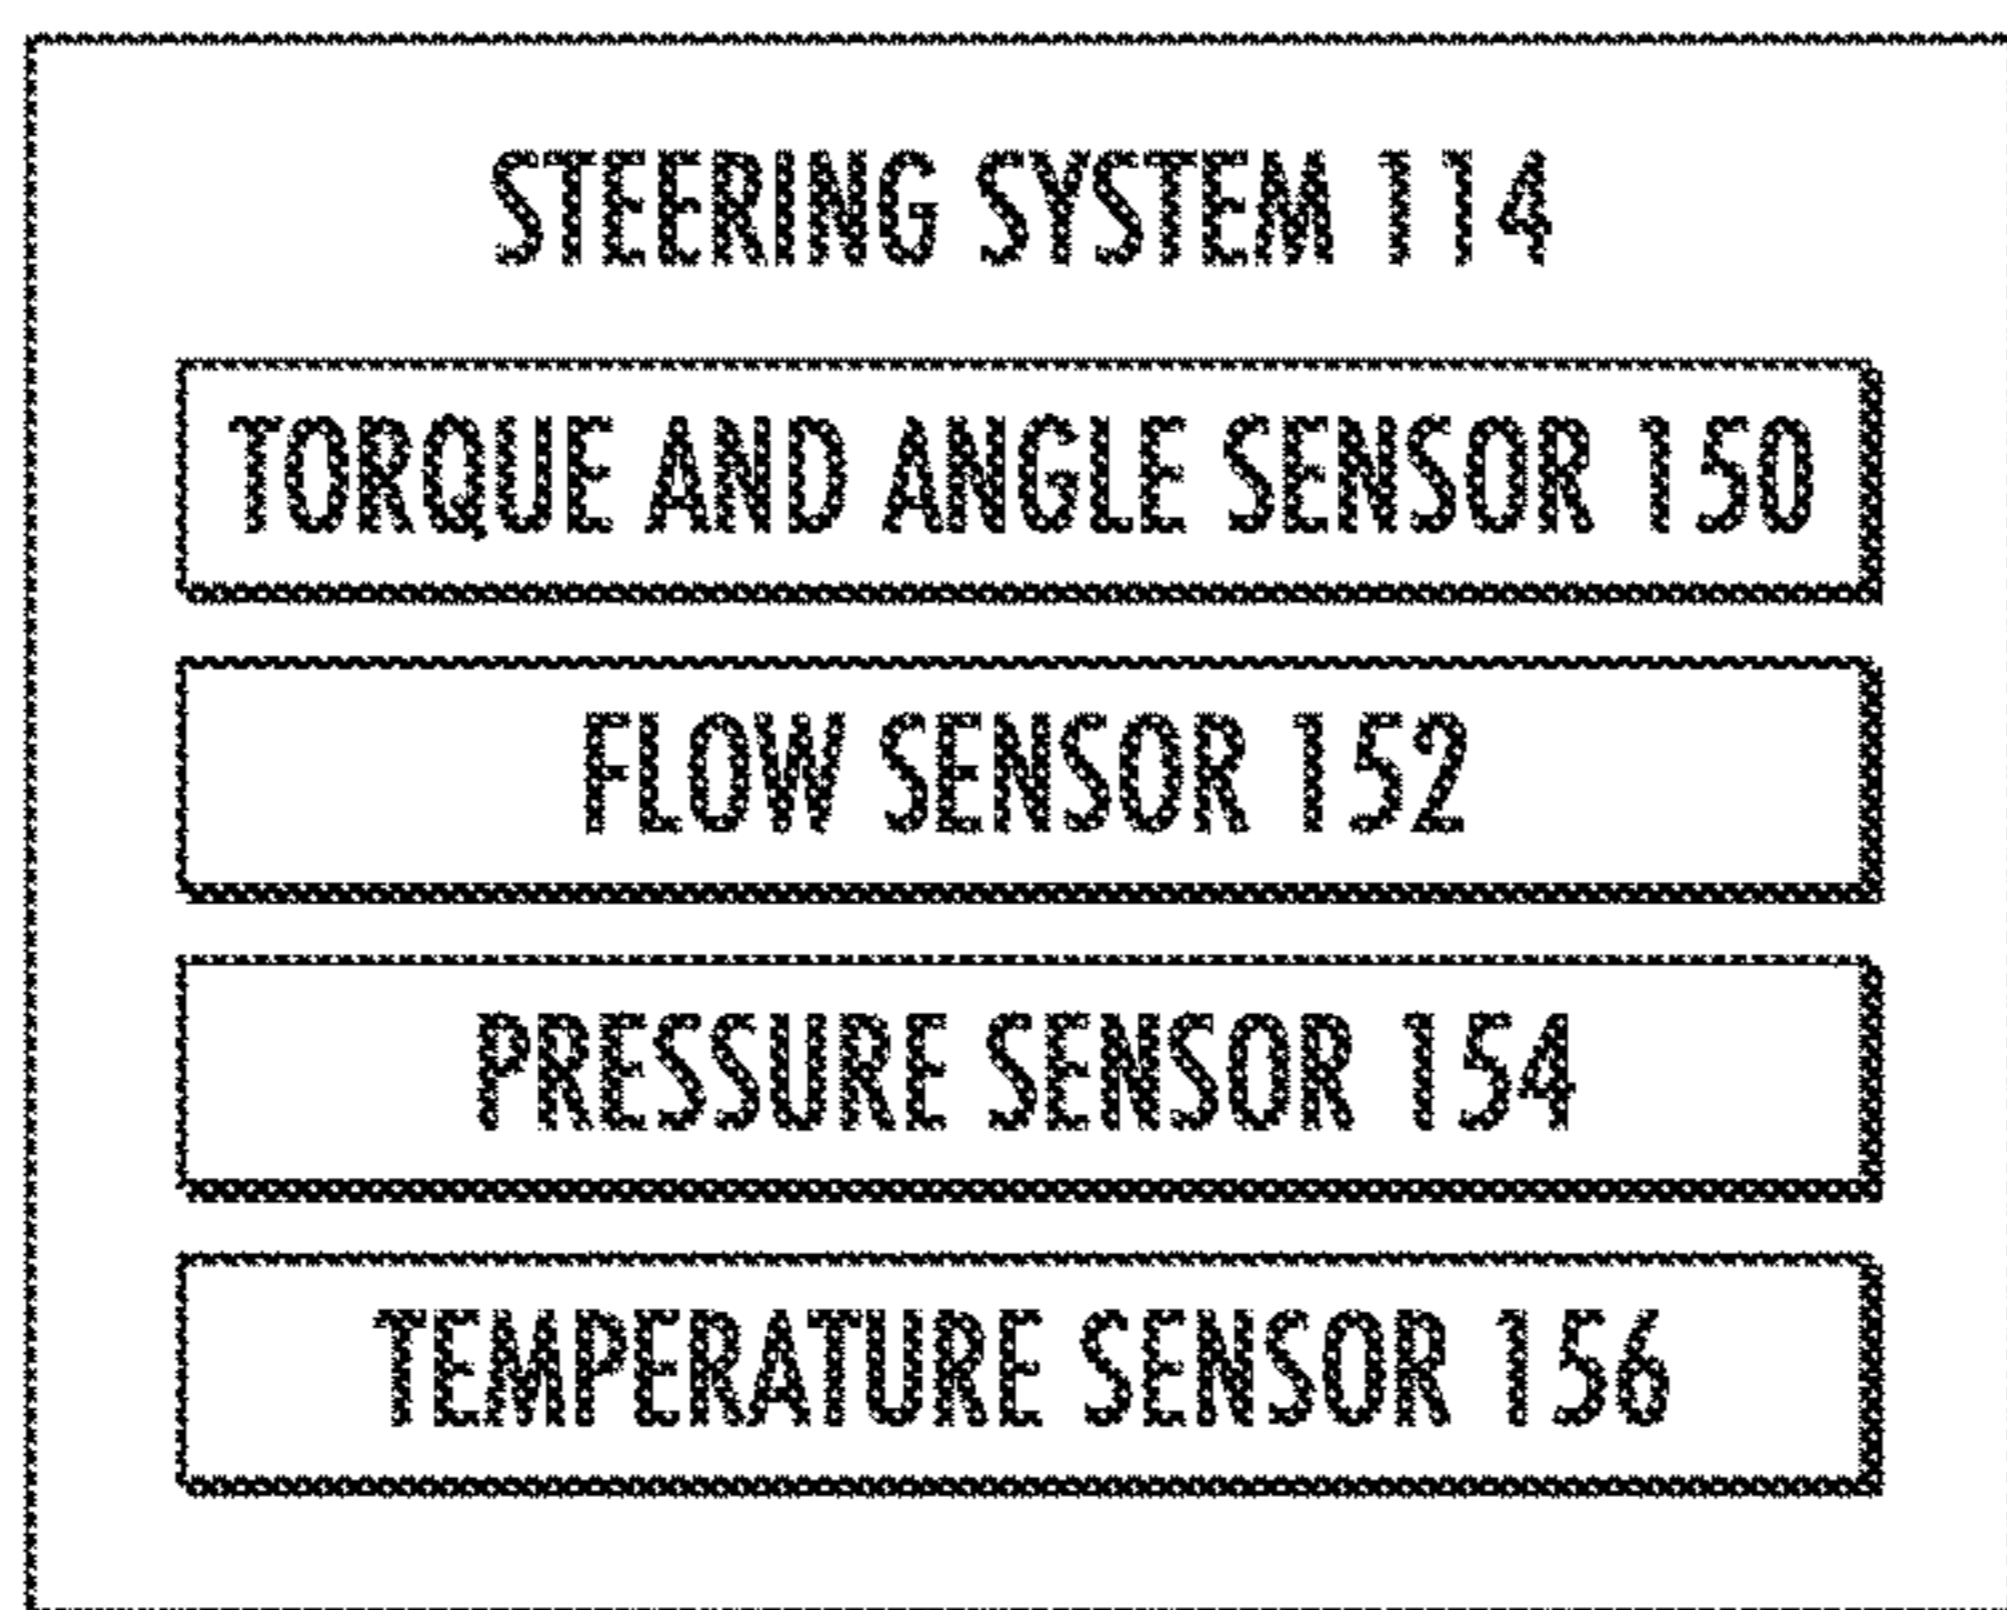 STEERING SYSTEM 114
TORQUE AND ANGLE SENSOR 150
FLOW SENSOR 152
PRESSURE SENSOR 154
TEMPERATURE SENSOR 156